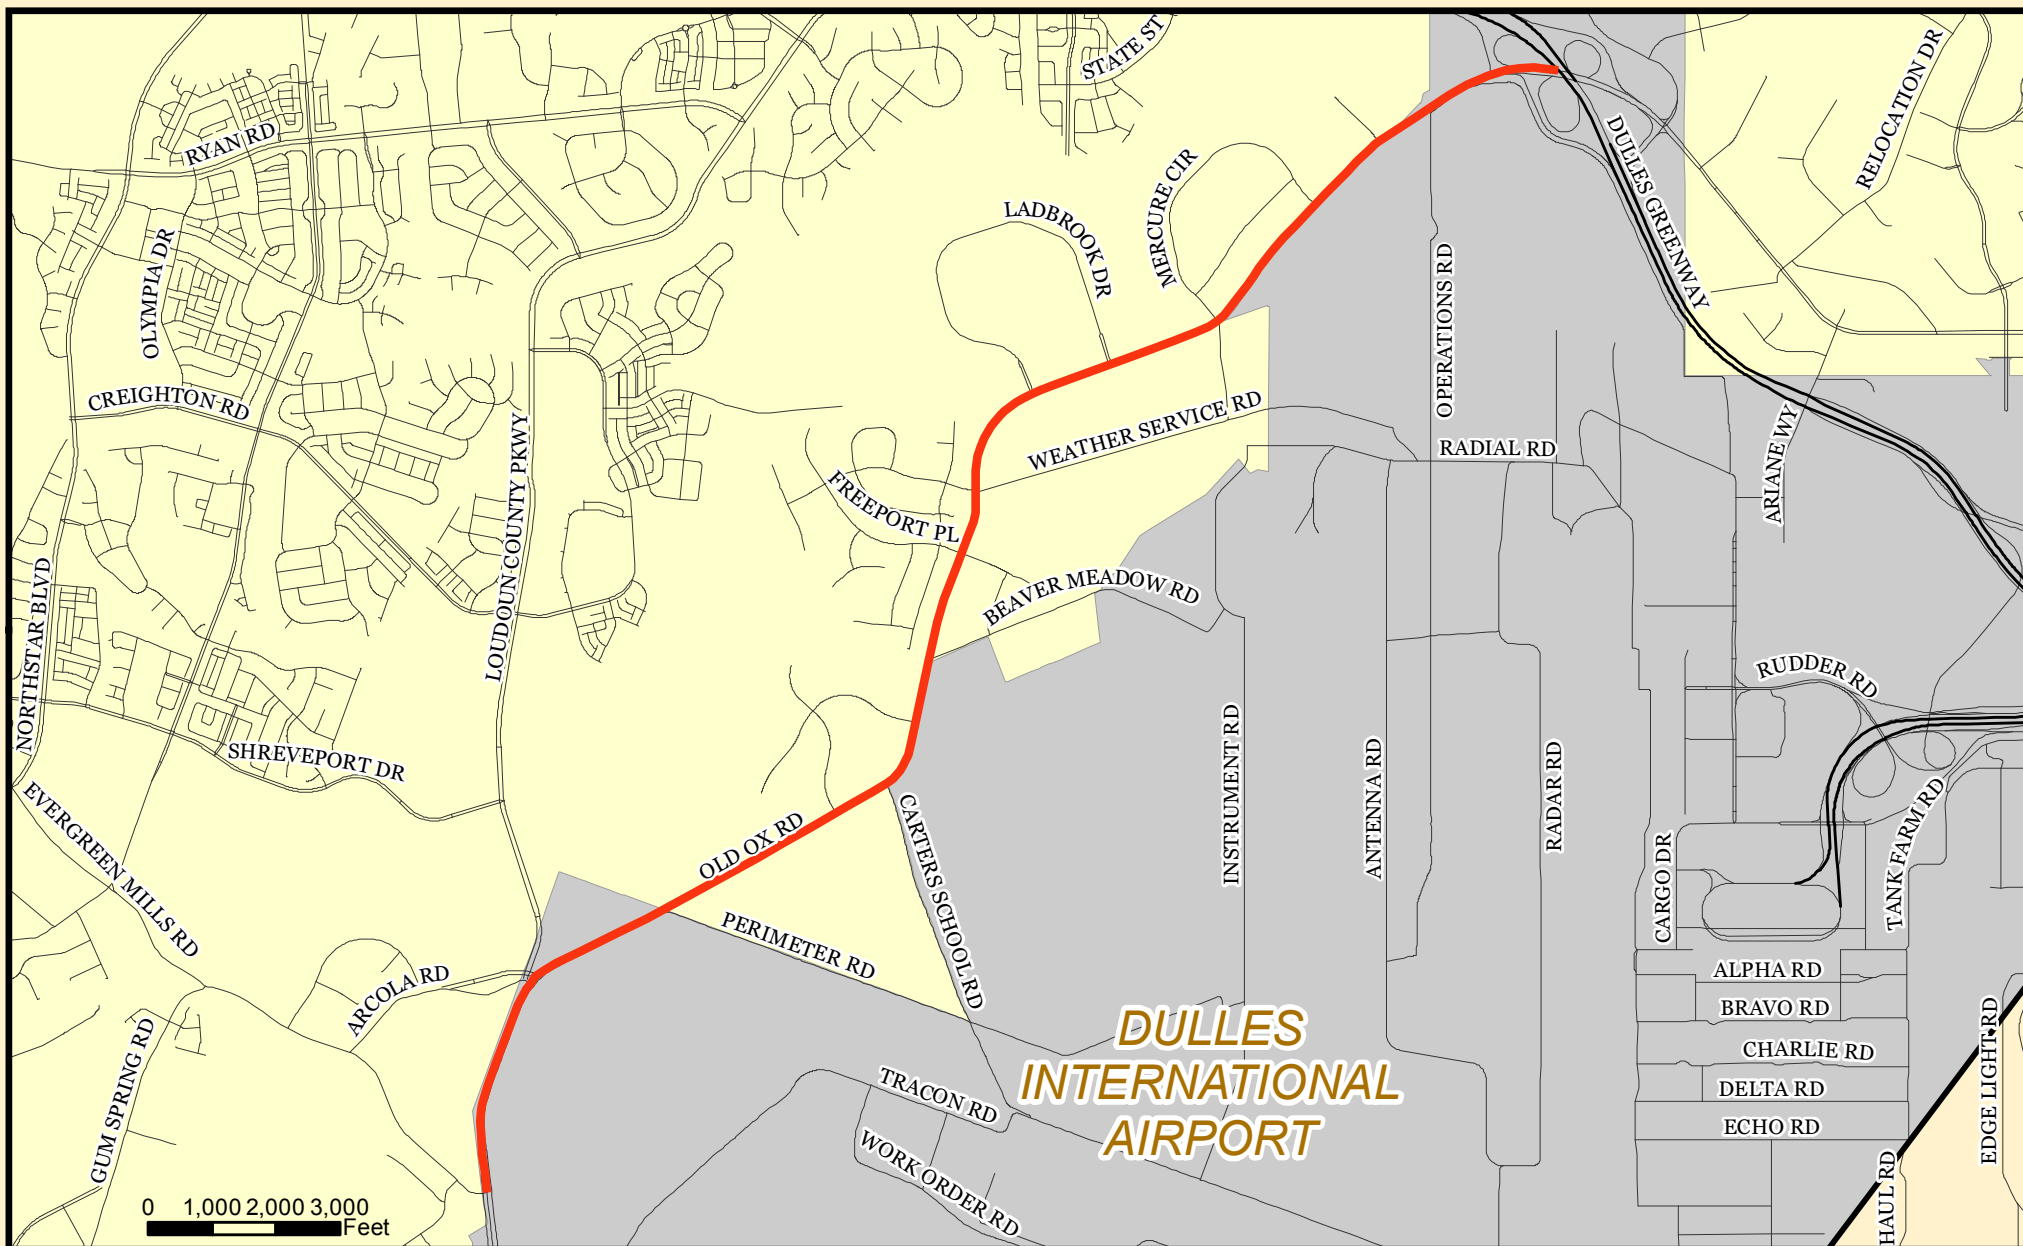 STATE ST
RELOCATION DR
RYAN RD
DULLES GREENWAY
MERCURE CIR
LADBROOK DR
OLYMPIA DR
OPERATIONS RD
CREIGHTON RD
WEATHER SERVICE RD
RADIAL RD
ARIANE WY
LOUDOUN COUNTY PKWY
FREEPORT PL
BEAVER MEADOW RD
NORTHSTAR BLVD
RUDDER RD
SHREVEPORT DR
INSTRUMENT RD
ANTENNA RD
RADAR RD
EVERGREEN MILLS RD
OLD OX RD
CARTERS SCHOOL RD
CARGO DR
TANK FARM RD
PERIMETER RD
ARCOLA RD
ALPHA RD
BRAVO RD
DULLES
INTERNATIONAL
AIRPORT
CHARLIE RD
EDGE LIGHT RD
GUM SPRING RD
TRACON RD
DELTA RD
ECHO RD
WORK ORDER RD
HAUL RD
0 1,000 2,000 3,000
Feet